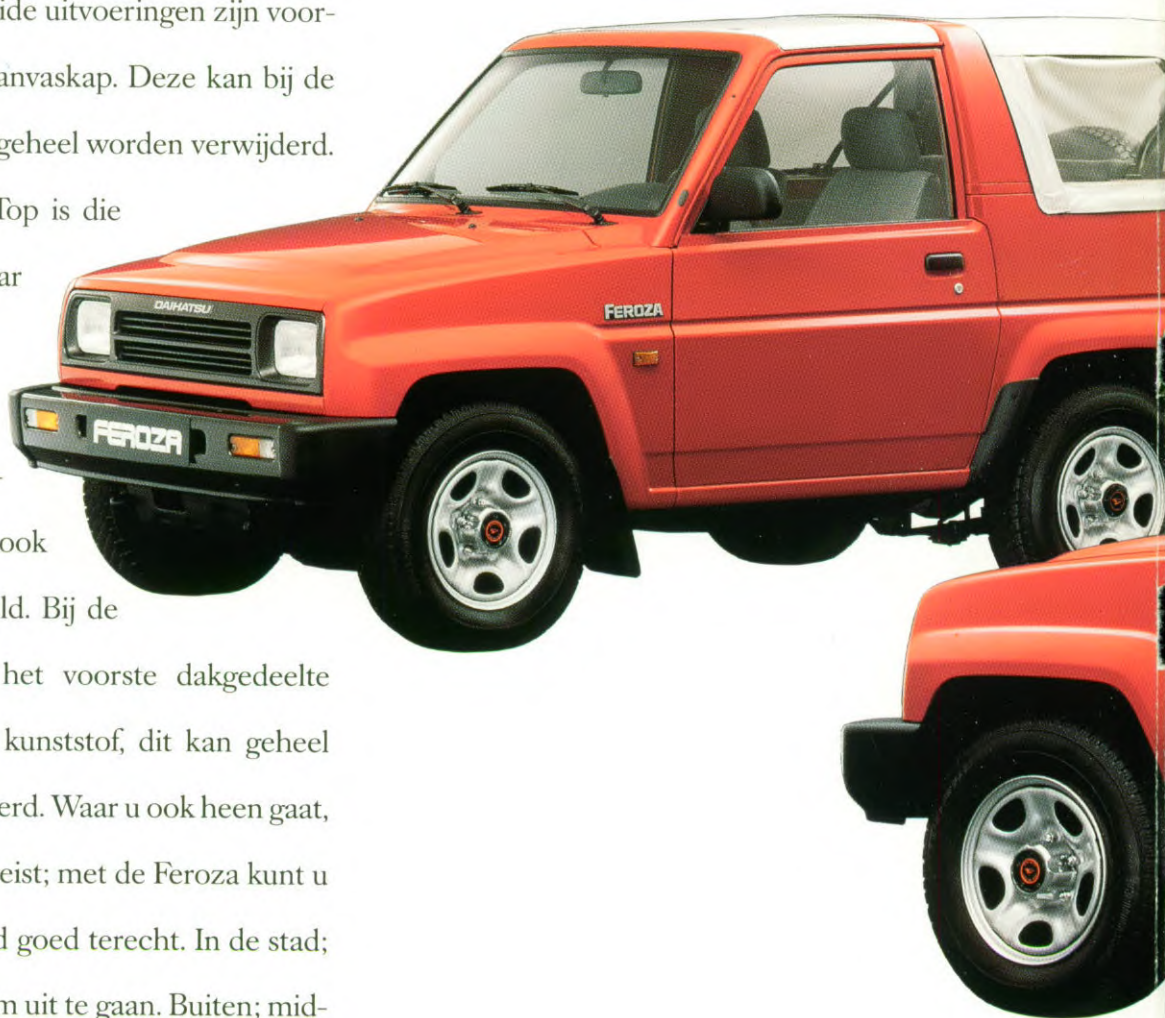 ide uitvoeringen zijn voor-
anvaskap. Deze kan bij de
geheel worden verwijderd.
Top is die
ar
ook
ld. Bij de
het voorste dakgedeelte
kunststof, dit kan geheel
erd. Waar u ook heen gaat,
eist; met de Feroza kunt u
d goed terecht. In de stad;
m uit te gaan. Buiten; mid-
DAIHATSU
FEROZA
FEROZA